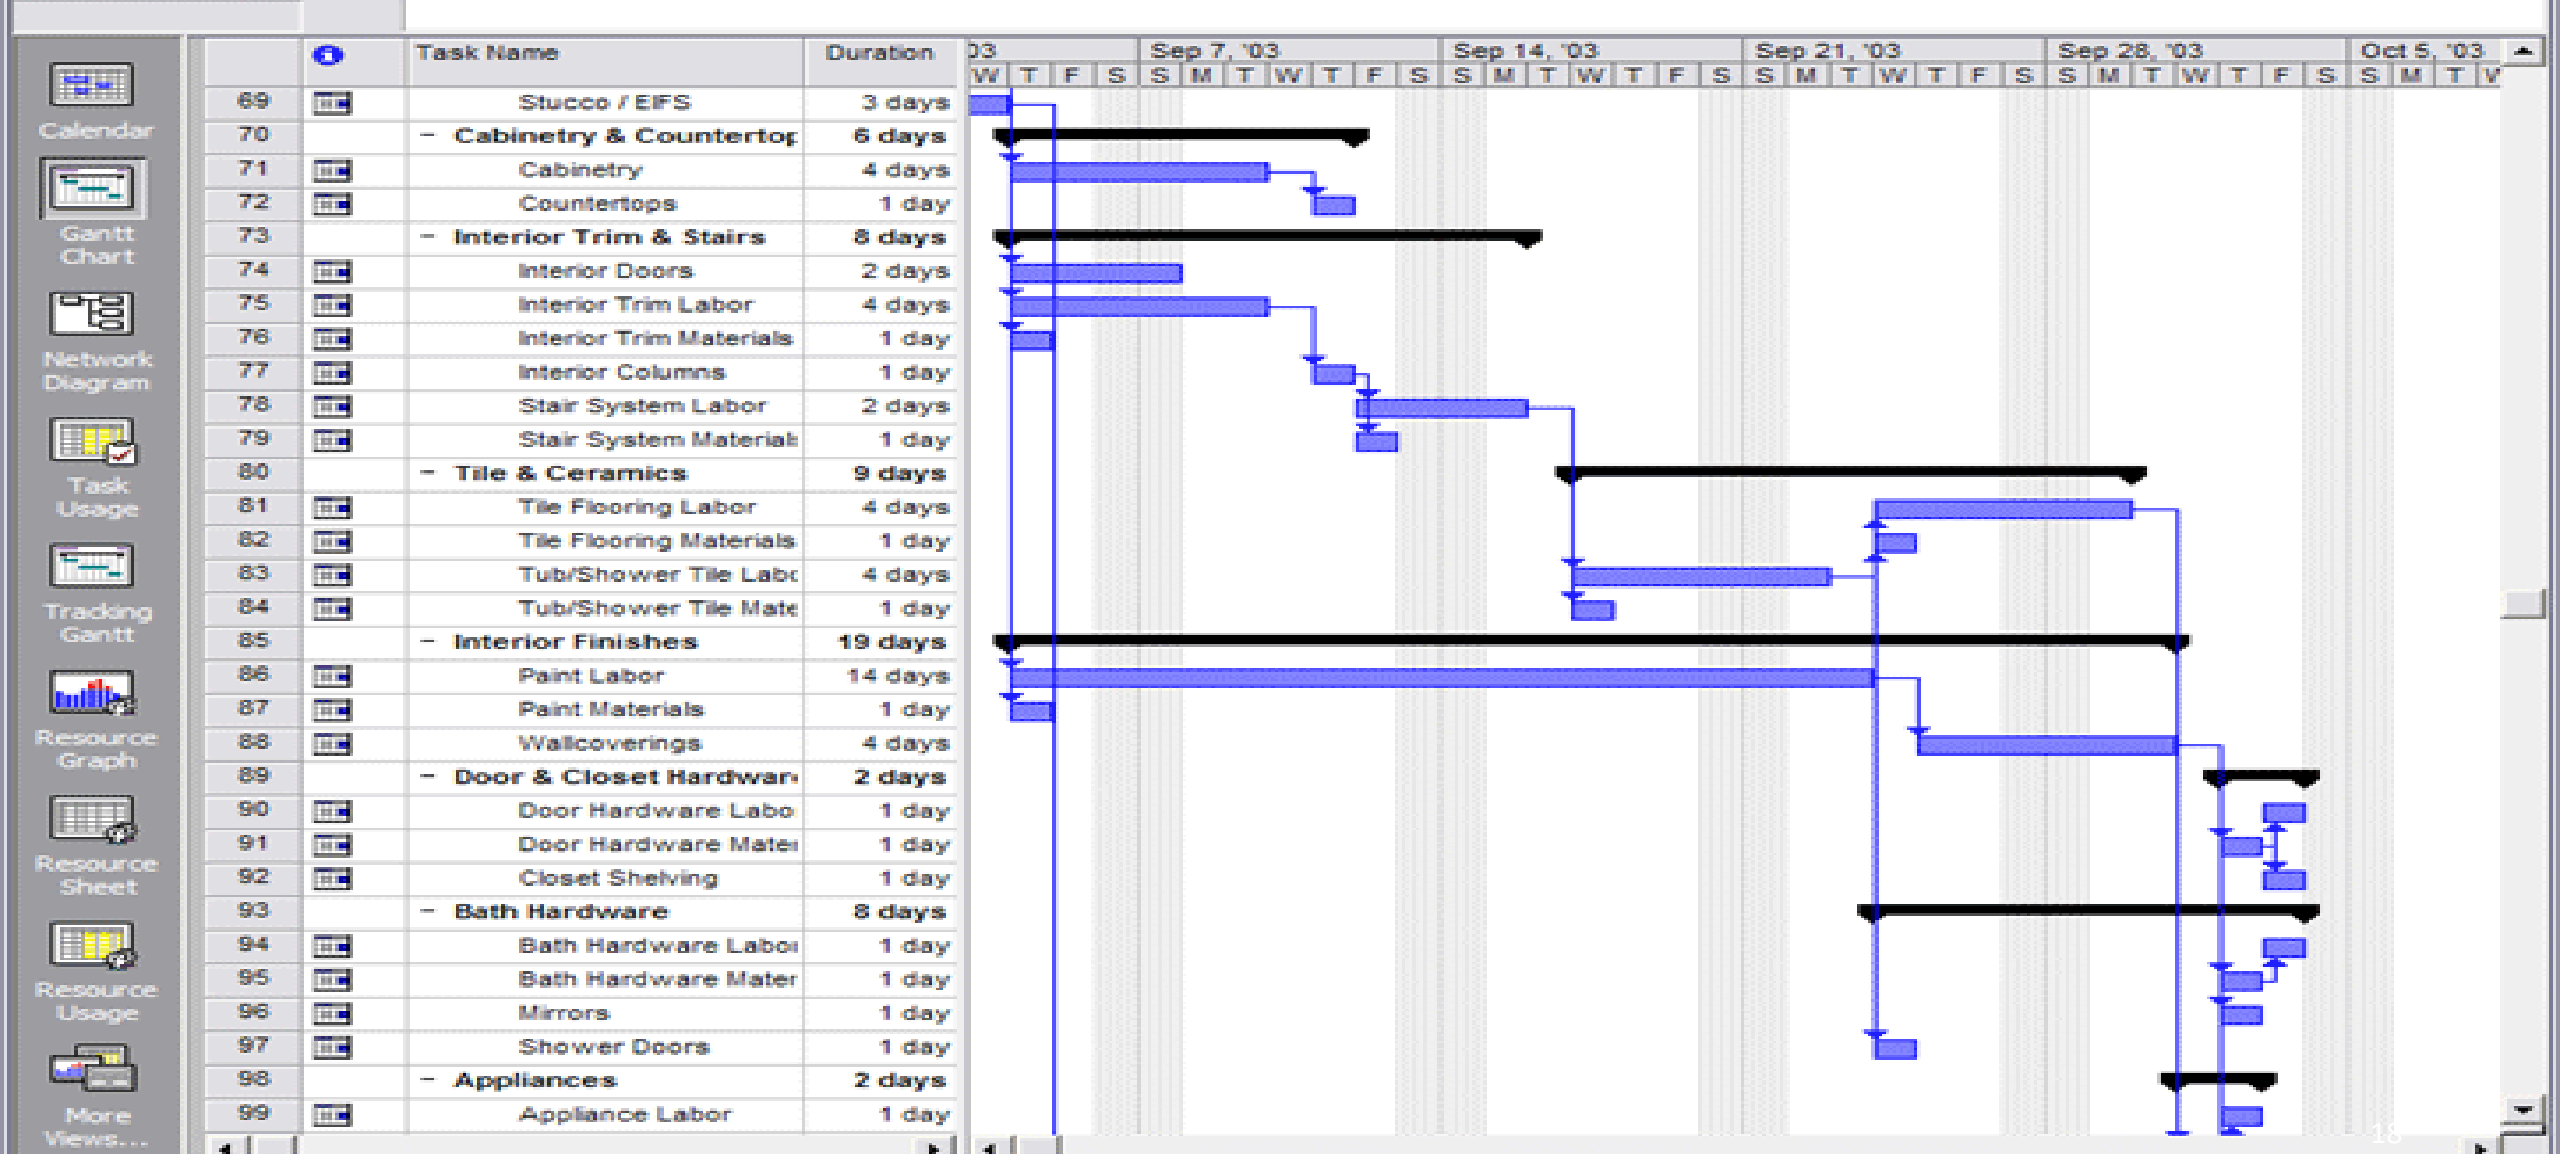 Task Name Duration 03 Sep 7, '03 Sep 14, '03 Sep 21, '03 Sep 28, '03 Oct 5, '03
W T F S S M T W T F S S M T W T F S S M T W T F S S M T W T F S S M T W
69 Stucco / EIFS 3 days
70 − Cabinetry & Countertop 6 days
71 Cabinetry 4 days
72 Countertops 1 day
73 − Interior Trim & Stairs 8 days
74 Interior Doors 2 days
75 Interior Trim Labor 4 days
76 Interior Trim Materials 1 day
77 Interior Columns 1 day
78 Stair System Labor 2 days
79 Stair System Materials 1 day
80 − Tile & Ceramics 9 days
81 Tile Flooring Labor 4 days
82 Tile Flooring Materials 1 day
83 Tub/Shower Tile Labo 4 days
84 Tub/Shower Tile Mate 1 day
85 − Interior Finishes 19 days
86 Paint Labor 14 days
87 Paint Materials 1 day
88 Wallcoverings 4 days
89 − Door & Closet Hardware 2 days
90 Door Hardware Labo 1 day
91 Door Hardware Mater 1 day
92 Closet Shelving 1 day
93 − Bath Hardware 8 days
94 Bath Hardware Labor 1 day
95 Bath Hardware Mater 1 day
96 Mirrors 1 day
97 Shower Doors 1 day
98 − Appliances 2 days
99 Appliance Labor 1 day
Calendar
Gantt
Chart
Network
Diagram
Task
Usage
Tracking
Gantt
Resource
Graph
Resource
Sheet
Resource
Usage
More
Views...
18